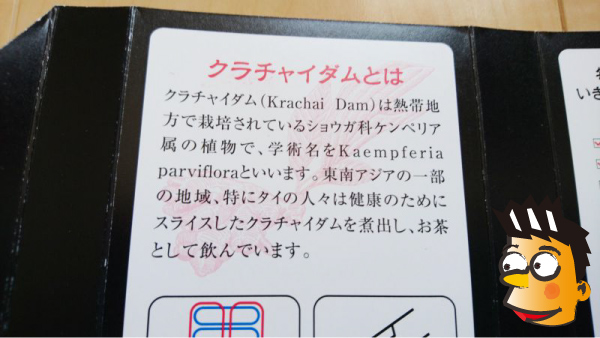 クラチャイダムとは
クラチャイダム(Krachai Dam)は熱帯地
方で栽培されているショウガ科ケンペリア
属の植物で、学術名をKaempferia
parvifloraといいます。東南アジアの一部
の地域、特にタイの人々は健康のために
スライスしたクラチャイダムを煮出し、お茶
として飲んでいます。
いき